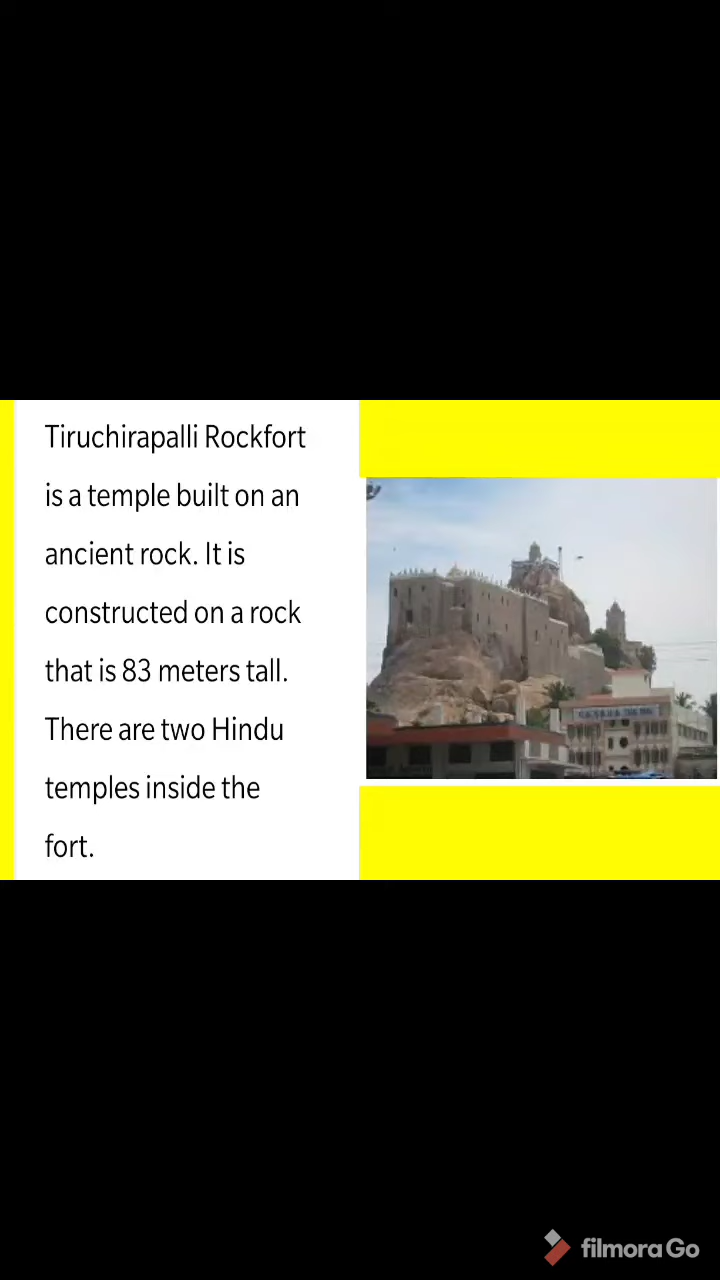 Tiruchirapalli Rockfort
is a temple built on an
ancient rock. It is
constructed on a rock
that is 83 meters tall.
There are two Hindu
temples inside the
fort.
filmoraGo